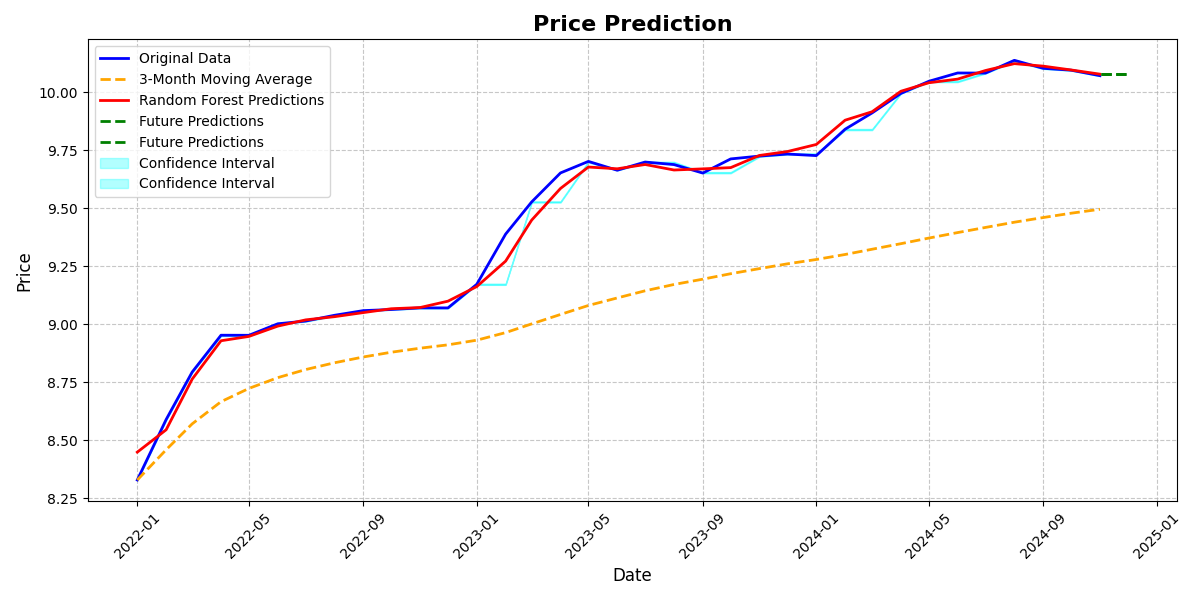 Price Prediction
Original Data
3-Month Moving Average
Random Forest Predictions
Future Predictions
Future Predictions
Confidence Interval
Confidence Interval
Price
10.00
9.75
9.50
9.25
9.00
8.75
8.50
8.25
2022-01
2022-05
2022-09
2023-01
2023-05
2023-09
2024-01
2024-05
2024-09
2025-01
Date